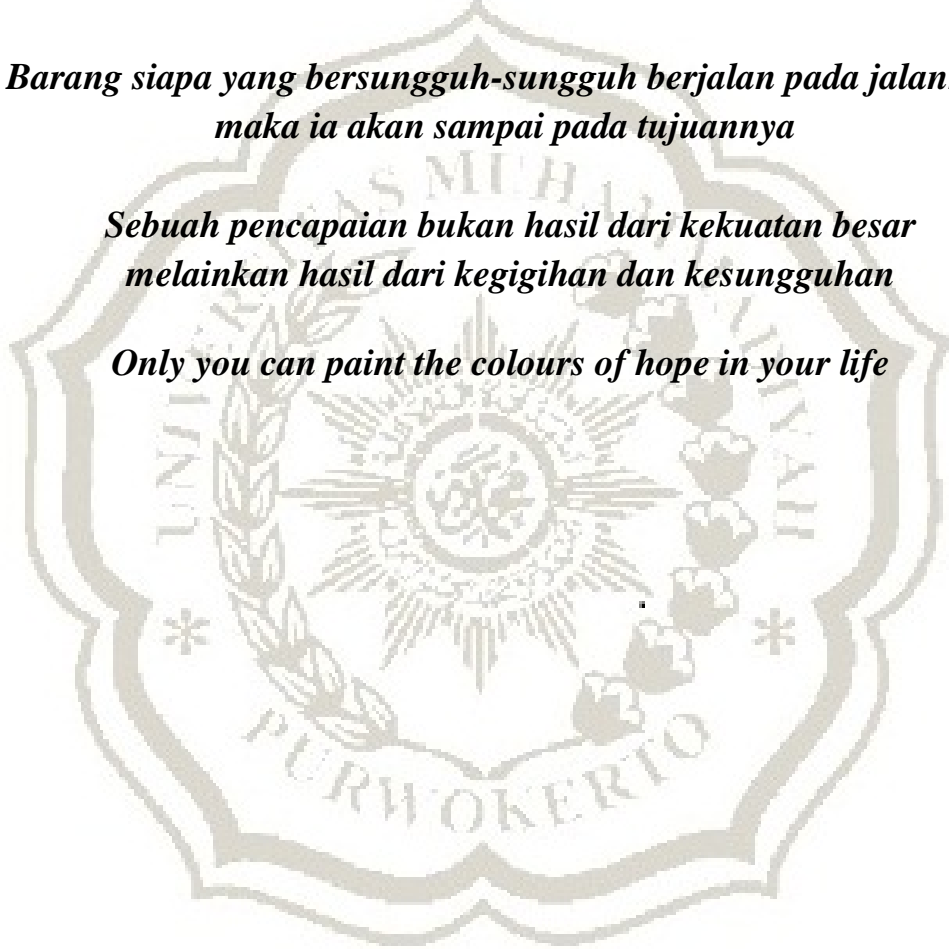 Barang siapa yang bersungguh-sungguh berjalan pada jalan
maka ia akan sampai pada tujuannya
Sebuah pencapaian bukan hasil dari kekuatan besar
melainkan hasil dari kegigihan dan kesungguhan
Only you can paint the colours of hope in your life
UNIVERSITAS MUHAMMADIYAH
PURWOKERTO